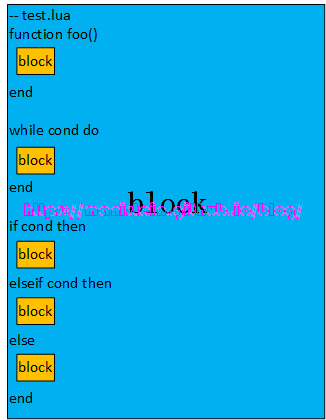 -- test.lua
function foo()
block
end
while cond do
block
end
block
if cond then
block
elseif cond then
block
else
block
end